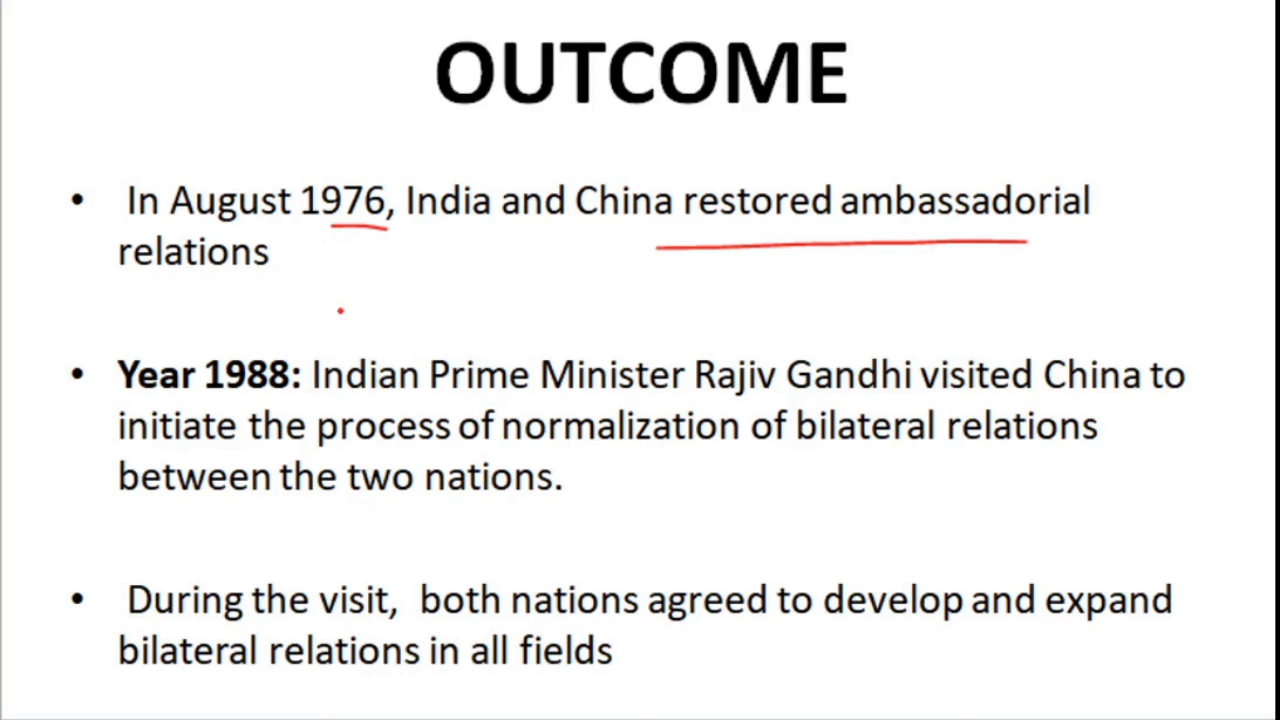 OUTCOME
• In August 1976, India and China restored ambassadorial
relations
• Year 1988: Indian Prime Minister Rajiv Gandhi visited China to
initiate the process of normalization of bilateral relations
between the two nations.
• During the visit, both nations agreed to develop and expand
bilateral relations in all fields